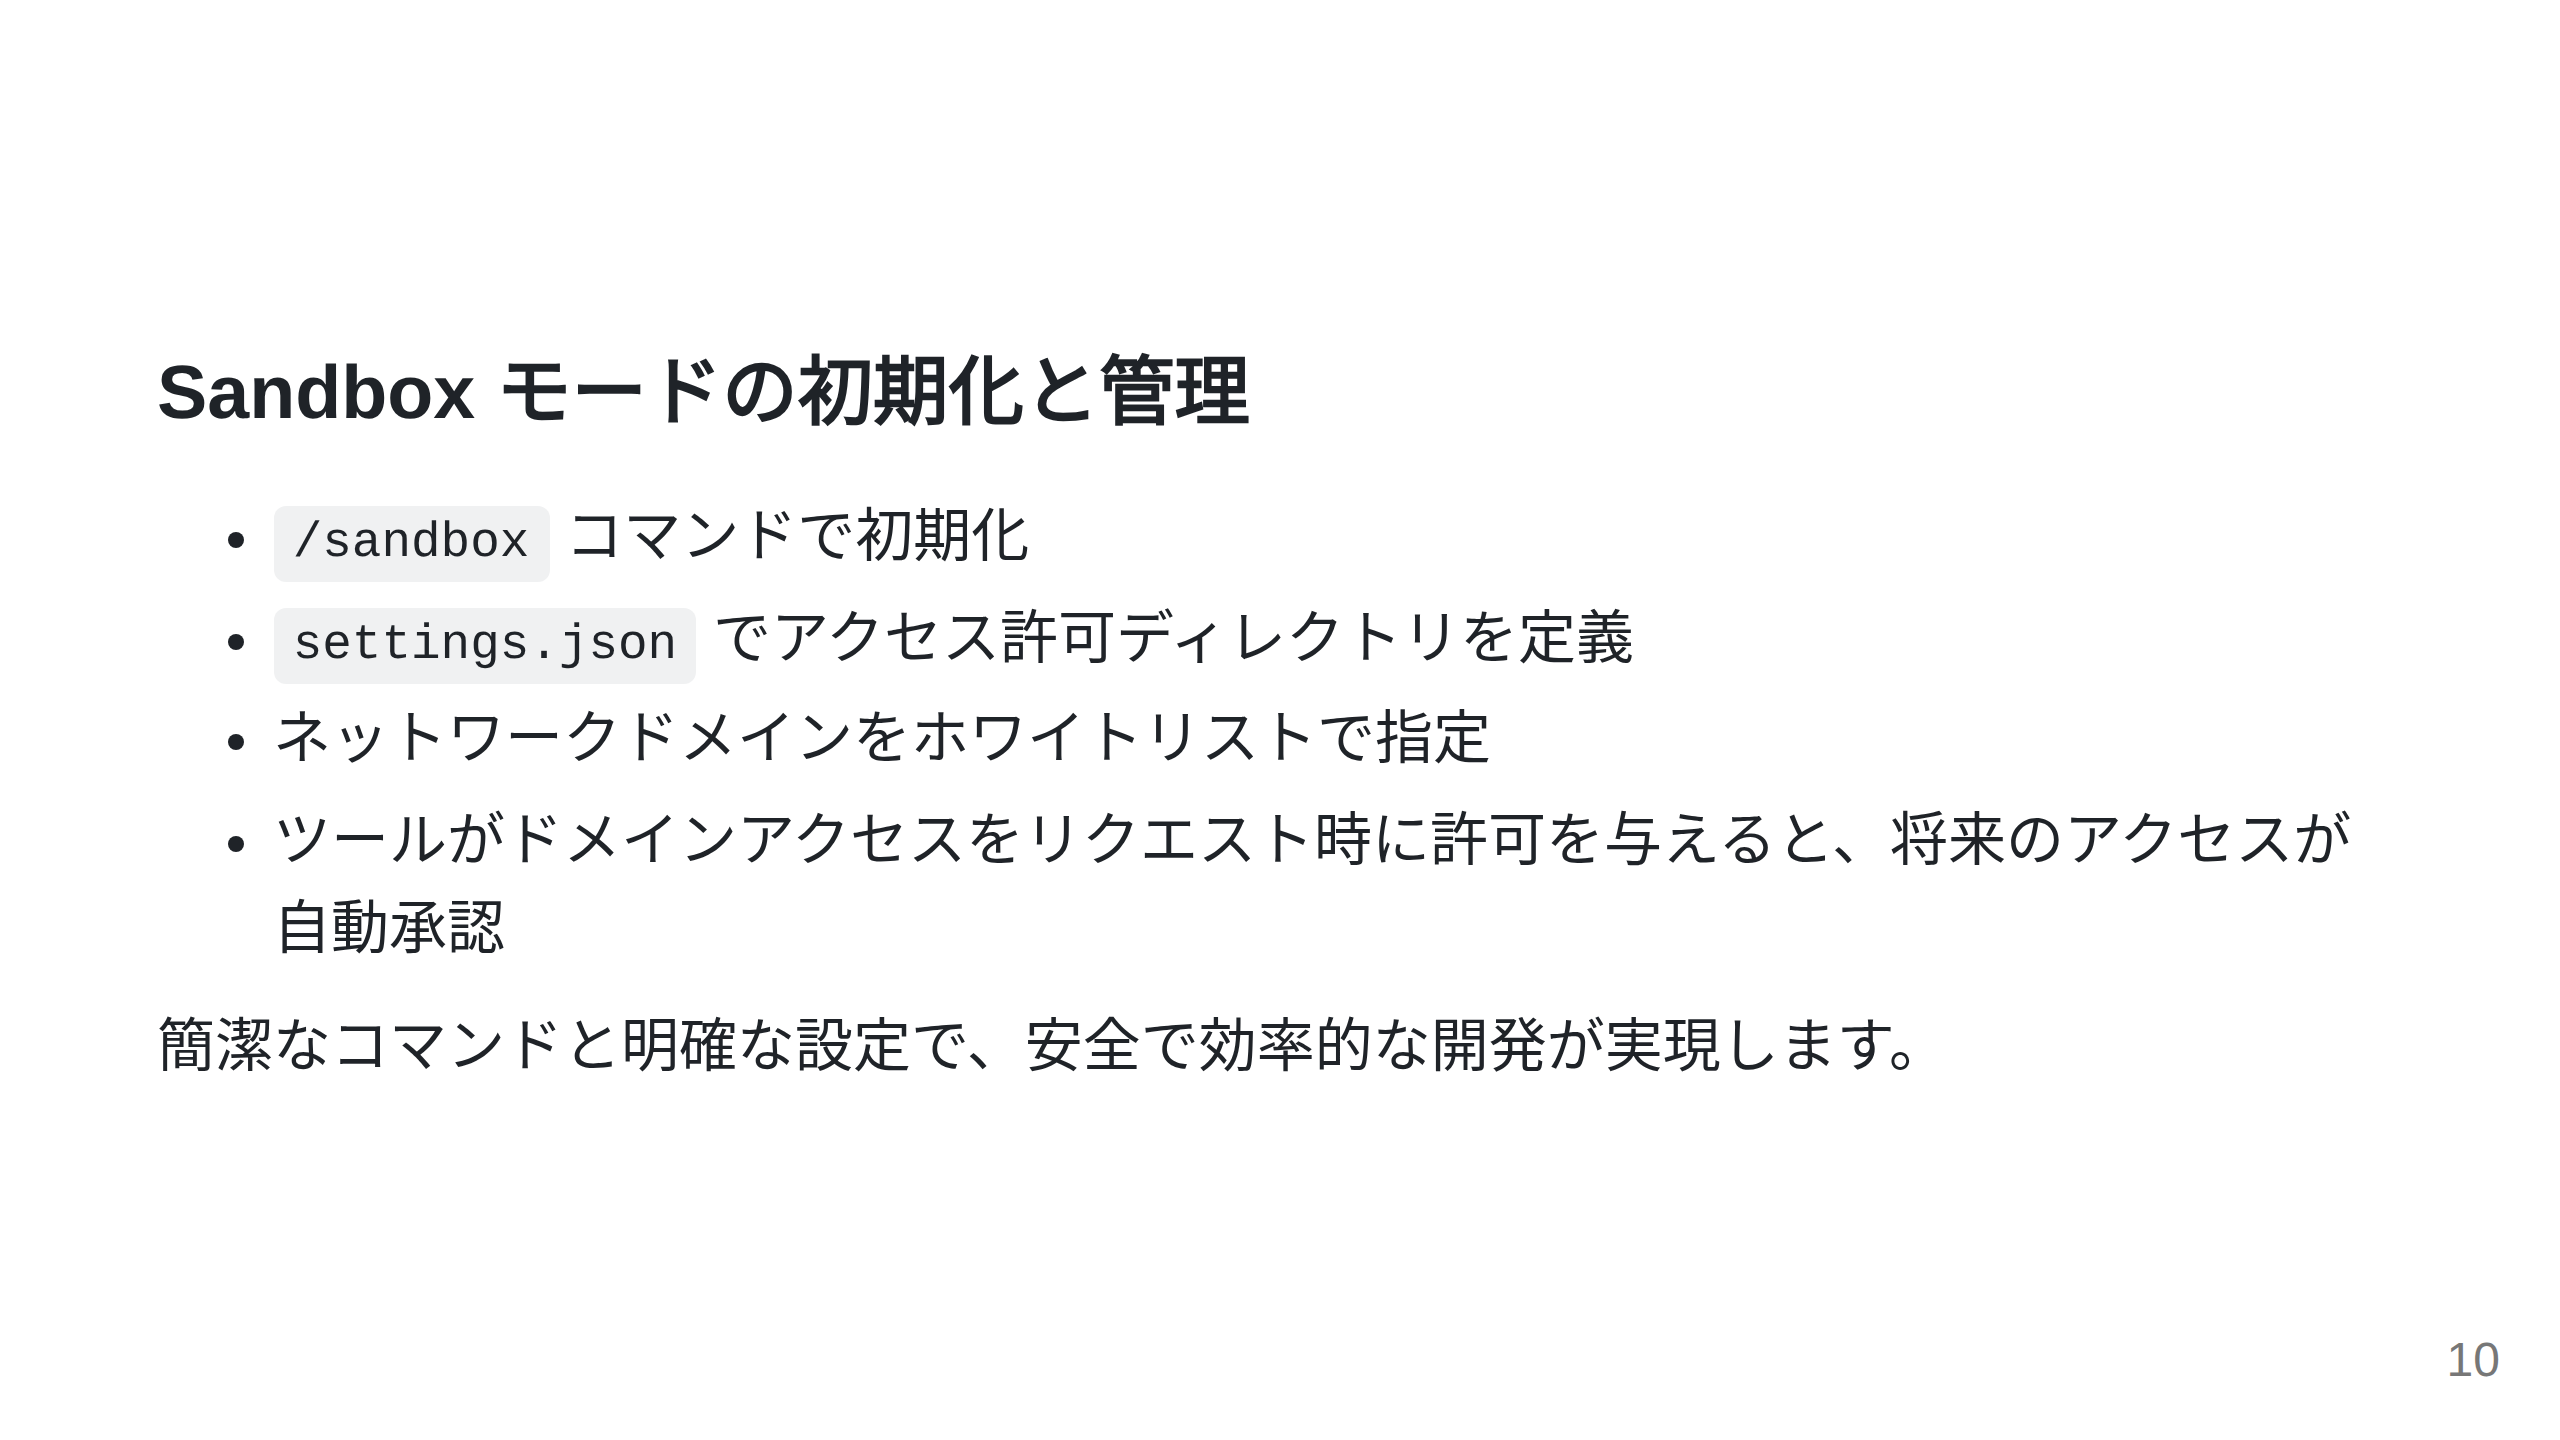 Sandbox モードの初期化と管理
• /sandbox コマンドで初期化
• settings.json でアクセス許可ディレクトリを定義
• ネットワークドメインをホワイトリストで指定
• ツールがドメインアクセスをリクエスト時に許可を与えると、将来のアクセスが
自動承認
簡潔なコマンドと明確な設定で、安全で効率的な開発が実現します。
10